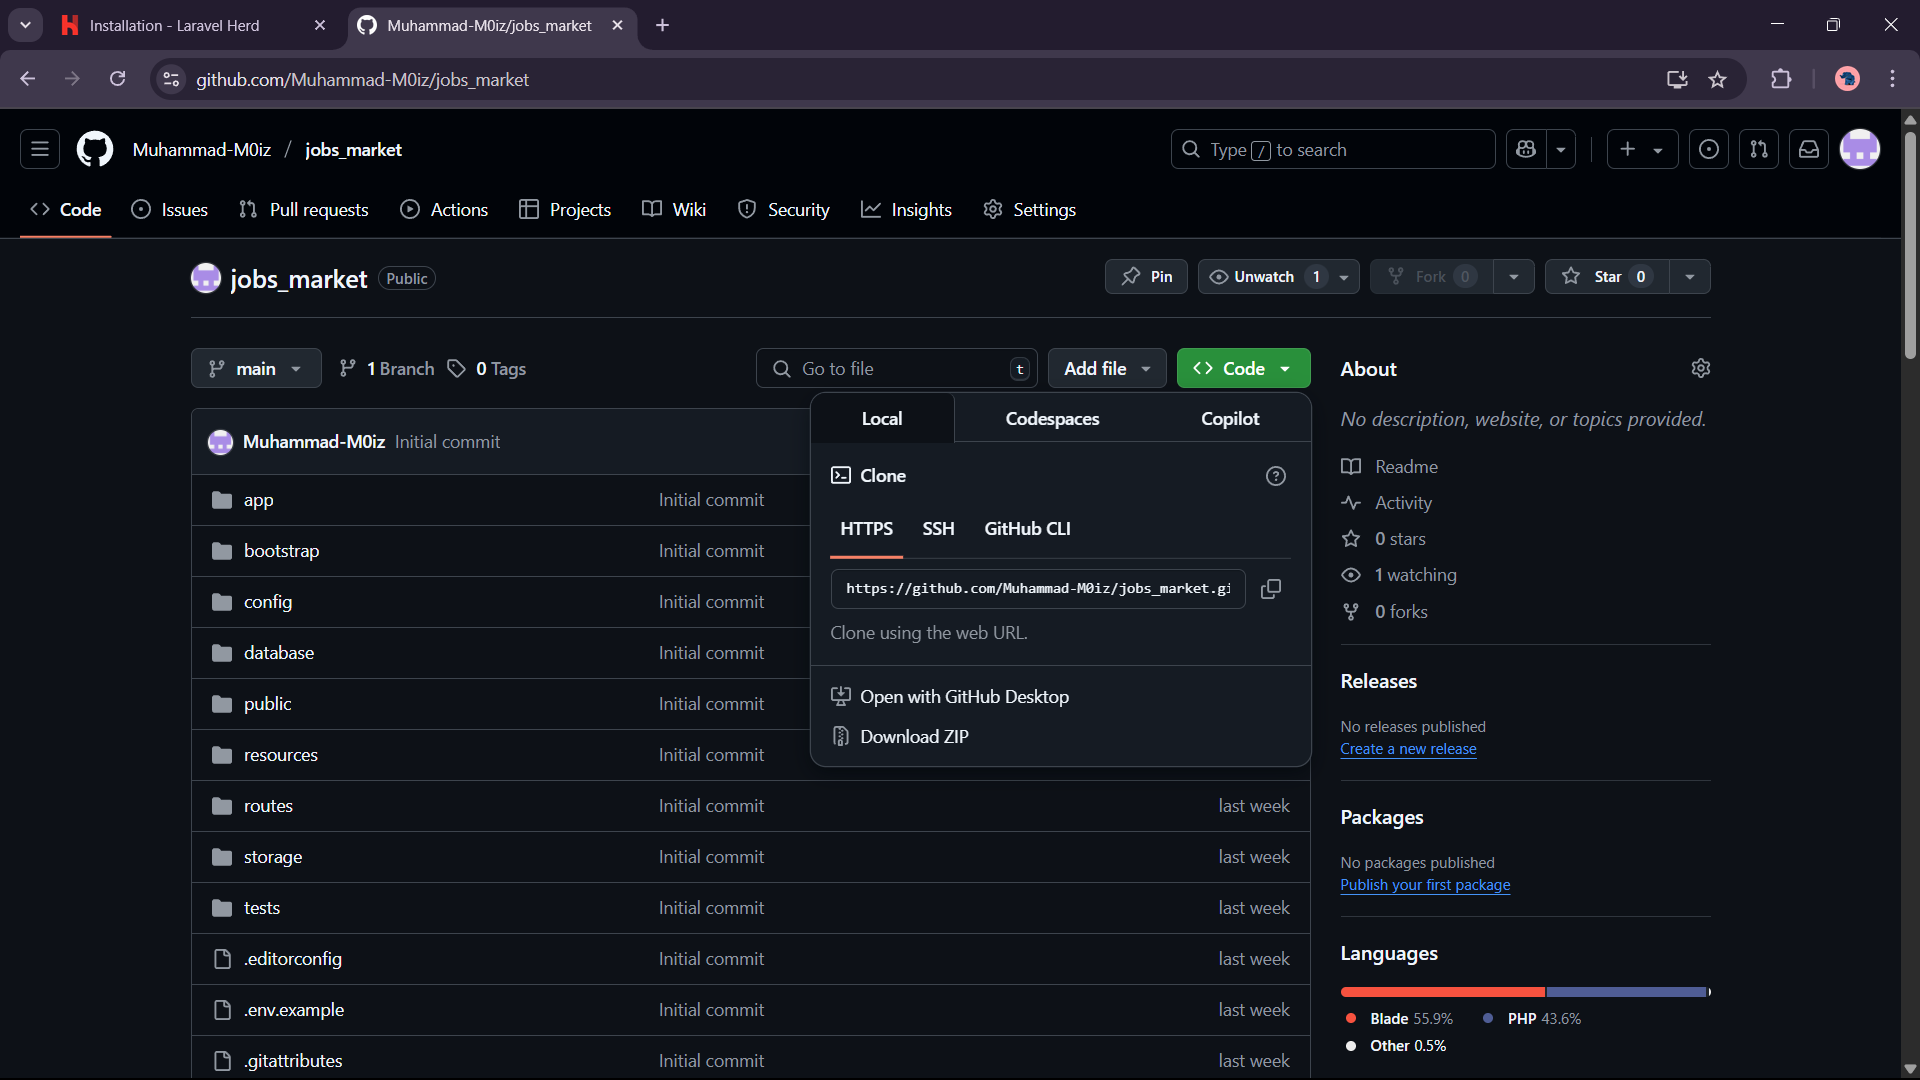 Installation - Laravel Herd
Muhammad-M0iz/jobs_market
github.com/Muhammad-M0iz/jobs_market
Muhammad-M0iz / jobs_market
Type / to search
Code
Issues
Pull requests
Actions
Projects
Wiki
Security
Insights
Settings
jobs_market Public
Pin
Unwatch 1
Fork 0
Star 0
main
1 Branch
0 Tags
Go to file t
Add file
Code
Muhammad-M0iz Initial commit
app Initial commit
bootstrap Initial commit
config Initial commit
database Initial commit
public Initial commit
resources Initial commit
routes Initial commit last week
storage Initial commit last week
tests Initial commit last week
.editorconfig Initial commit last week
.env.example Initial commit last week
.gitattributes Initial commit last week
Local Codespaces Copilot
Clone
HTTPS SSH GitHub CLI
https://github.com/Muhammad-M0iz/jobs_market.gi
Clone using the web URL.
Open with GitHub Desktop
Download ZIP
About
No description, website, or topics provided.
Readme
Activity
0 stars
1 watching
0 forks
Releases
No releases published
Create a new release
Packages
No packages published
Publish your first package
Languages
Blade 55.9% PHP 43.6%
Other 0.5%